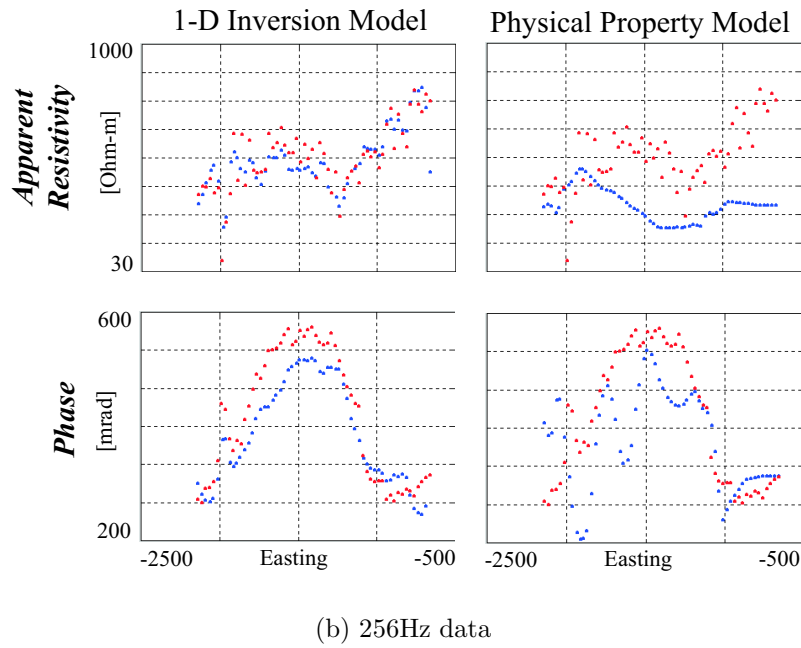 1-D Inversion Model
Physical Property Model
Apparent
Resistivity
[Ohm-m]
1000
30
Phase
[mrad]
600
200
-2500
Easting
-500
-2500
Easting
-500
(b) 256Hz data